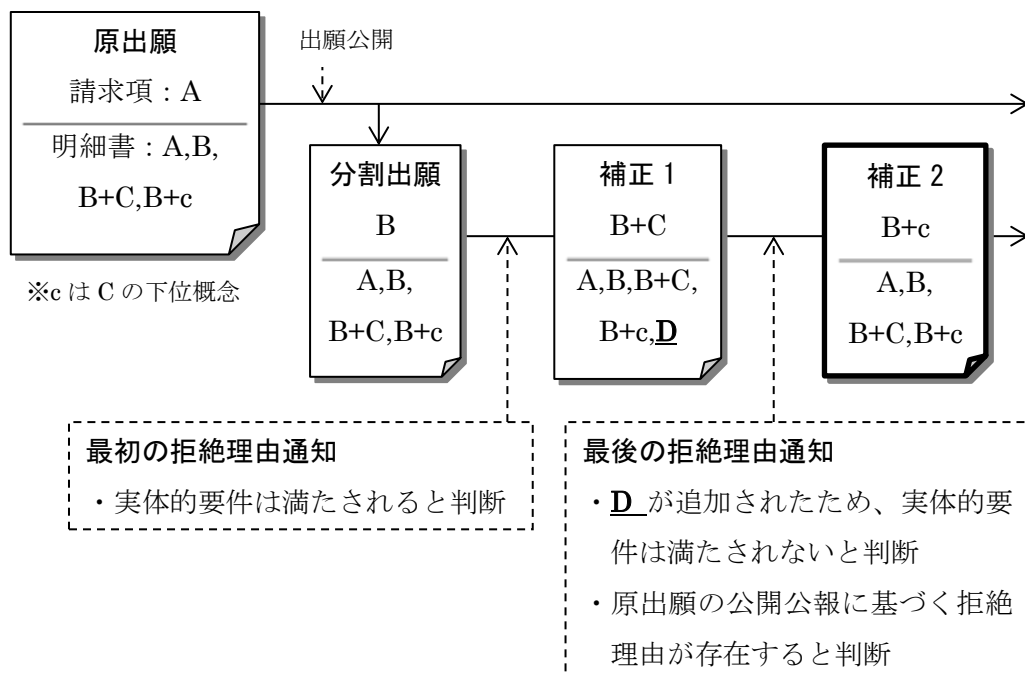 原出願
請求項：A
明細書：A,B,
B+C,B+c
※c は C の下位概念
出願公開
分割出願
B
A,B,
B+C,B+c
補正 1
B+C
A,B,B+C,
B+c,D
補正 2
B+c
A,B,
B+C,B+c
最初の拒絶理由通知
・実体的要件は満たされると判断
最後の拒絶理由通知
・D が追加されたため、実体的要
件は満たされないと判断
・原出願の公開公報に基づく拒絶
理由が存在すると判断